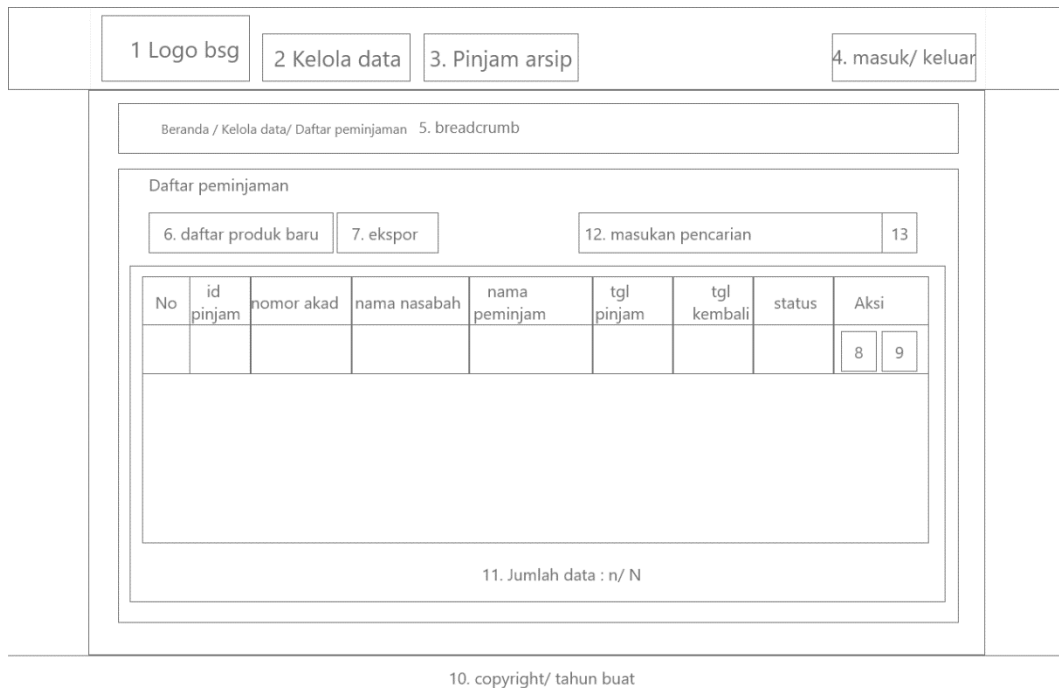 1 Logo bsg
2 Kelola data
3. Pinjam arsip
4. masuk/ keluar
Beranda / Kelola data/ Daftar peminjaman 5. breadcrumb
Daftar peminjaman
6. daftar produk baru
7. ekspor
12. masukan pencarian
13
No
id
pinjam
nomor akad
nama nasabah
nama
peminjam
tgl
pinjam
tgl
kembali
status
Aksi
8
9
11. Jumlah data : n/ N
10. copyright/ tahun buat